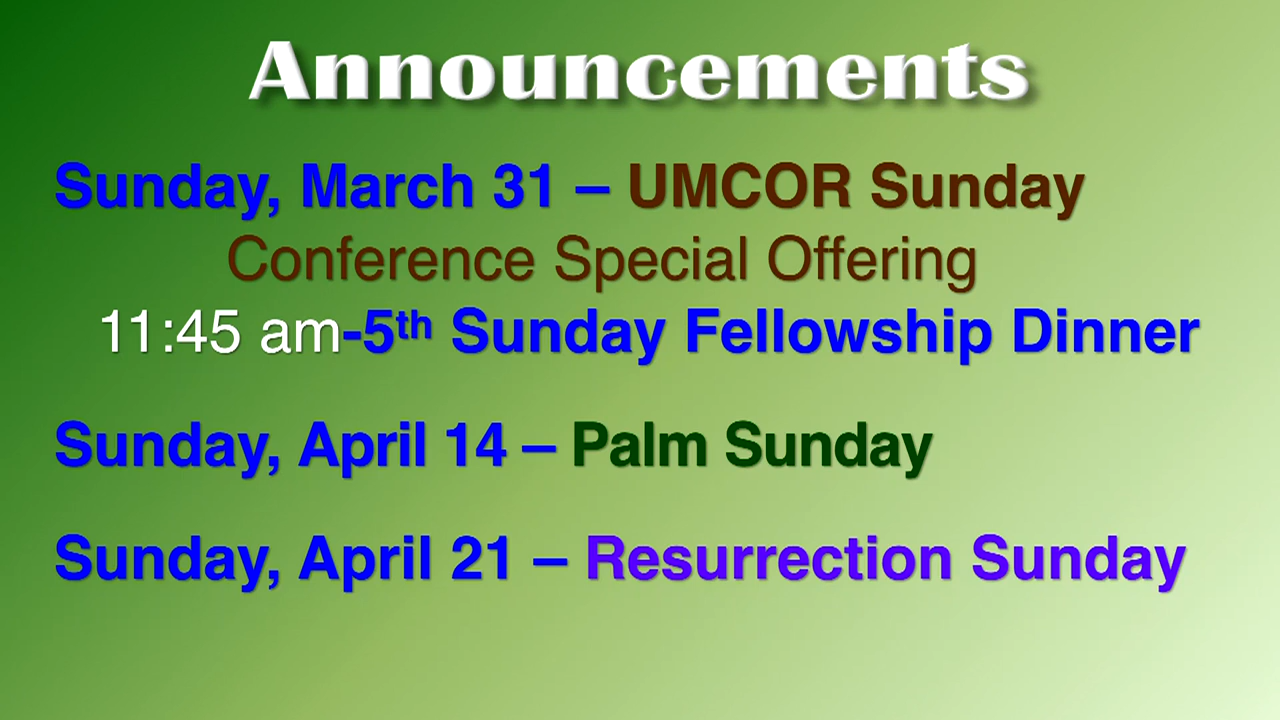 Announcements
Sunday, March 31 – UMCOR Sunday
Conference Special Offering
11:45 am-5th Sunday Fellowship Dinner
Sunday, April 14 – Palm Sunday
Sunday, April 21 – Resurrection Sunday